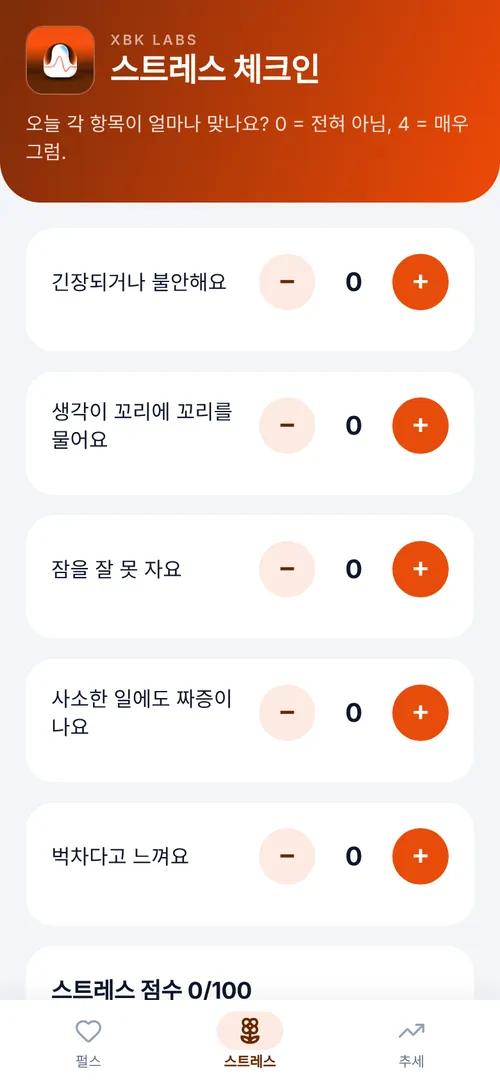 XBK LABS
스트레스 체크인
오늘 각 항목이 얼마나 맞나요? 0 = 전혀 아님, 4 = 매우
그럼.
긴장되거나 불안해요
− 0 +
생각이 꼬리에 꼬리를
물어요
− 0 +
잠을 잘 못 자요
− 0 +
사소한 일에도 짜증이
나요
− 0 +
벅차다고 느껴요
− 0 +
스트레스 점수 0/100
펄스
스트레스
추세